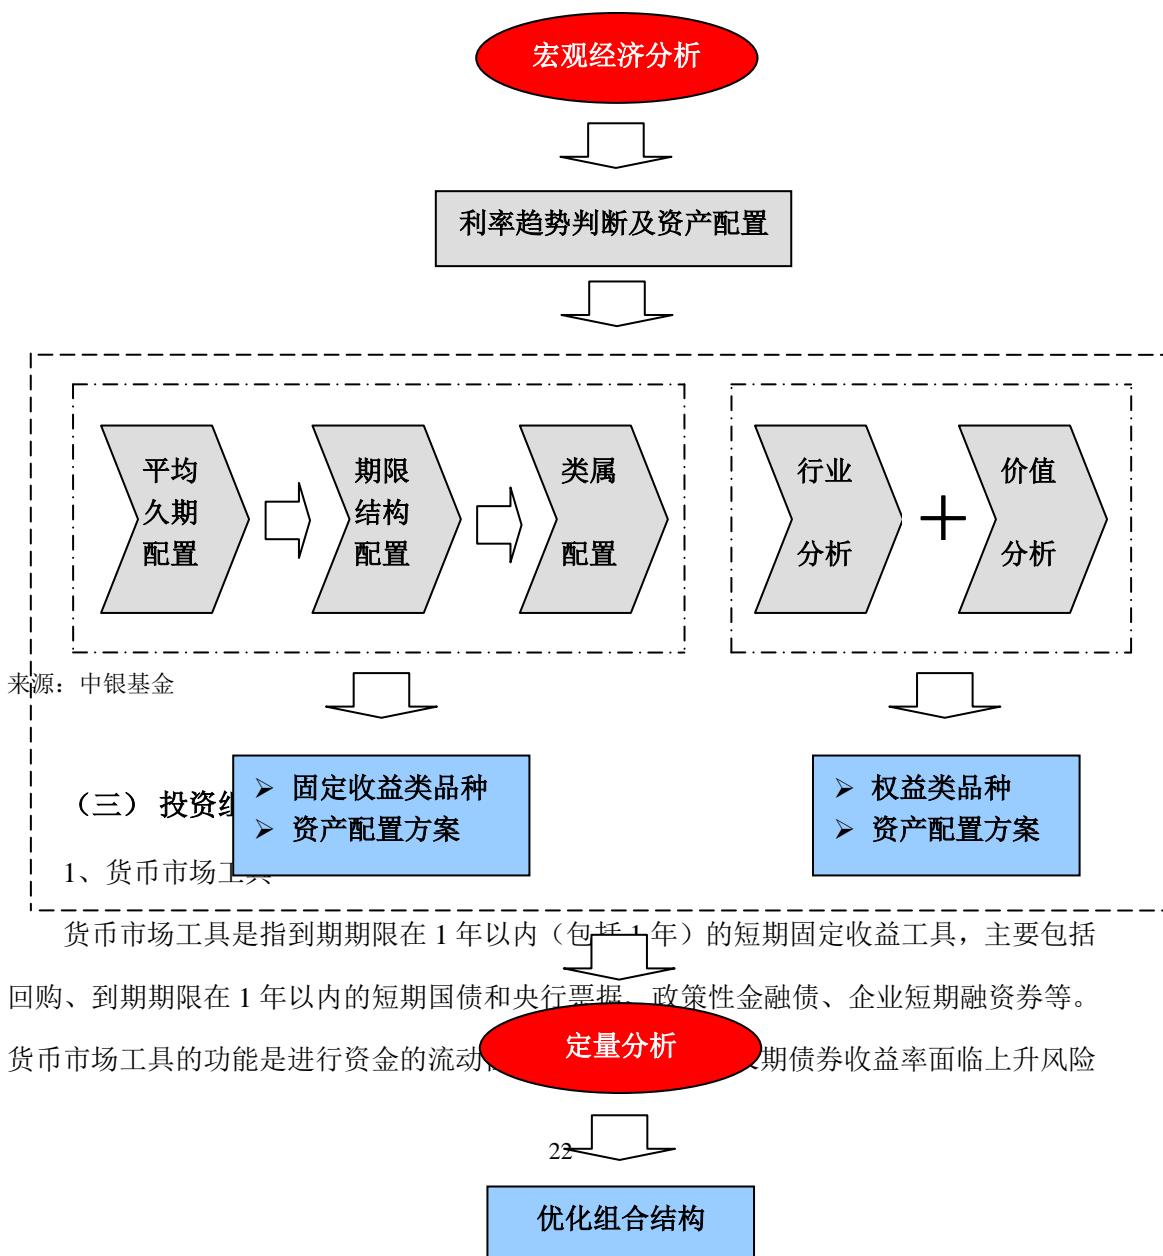 宏观经济分析
利率趋势判断及资产配置
平均
久期
配置
期限
结构
配置
类属
配置
行业
分析
+
价值
分析
来源：中银基金
➢ 固定收益类品种
➢ 资产配置方案
➢ 权益类品种
➢ 资产配置方案
（三） 投资组
1、货币市场工具
货币市场工具是指到期期限在 1 年以内（包括 1 年）的短期固定收益工具，主要包括
回购、到期期限在 1 年以内的短期国债和央行票据、政策性金融债、企业短期融资券等。
货币市场工具的功能是进行资金的流动 期债券收益率面临上升风险
定量分析
22
优化组合结构